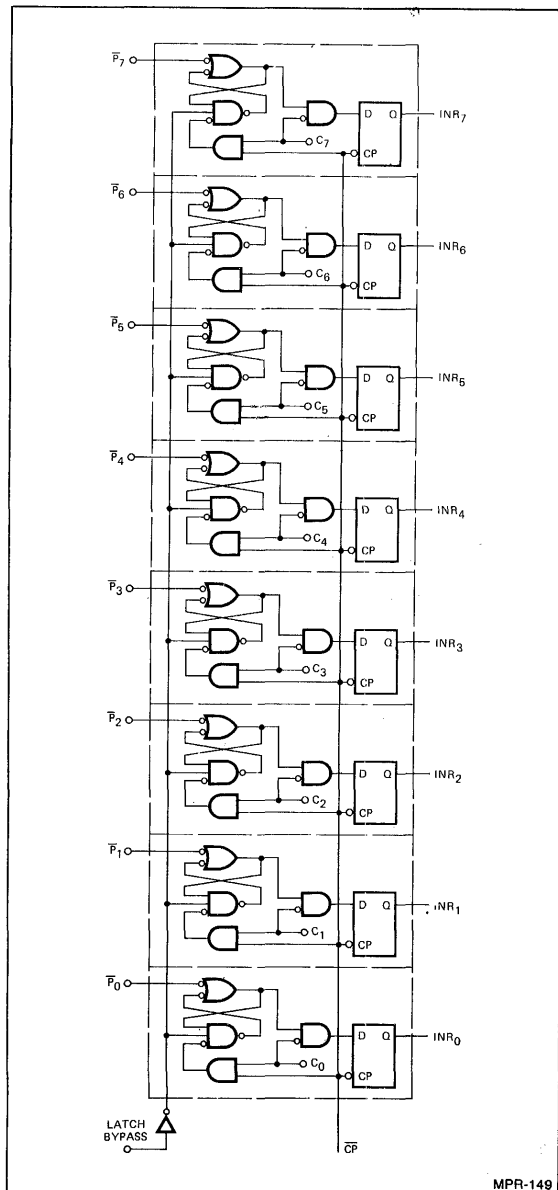 P̅7
D Q INR7
C7
CP
P̅6
D Q INR6
C6
CP
P̅5
D Q INR5
C5
CP
P̅4
D Q INR4
C4
CP
P̅3
D Q INR3
C3
CP
P̅2
D Q INR2
C2
CP
P̅1
D Q INR1
C1
CP
P̅0
D Q INR0
C0
CP
LATCH
BYPASS
C̅P̅
MPR-149